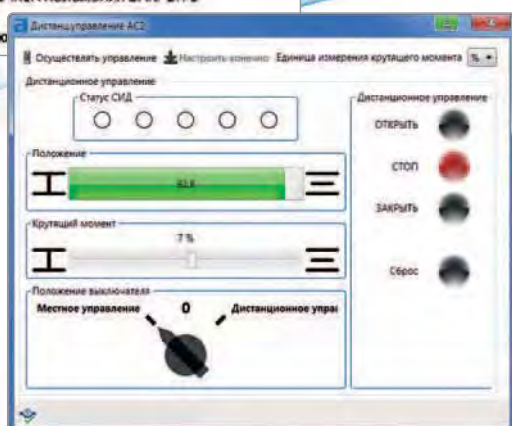 Дистанц.управление AC2
Осуществлять управление Настроить конечно Единица измерения крутящего момента %
Дистанционное управление
Статус СИД
Дистанционное управление
ОТКРЫТЬ
СТОП
ЗАКРЫТЬ
Сброс
Положение
Крутящий момент
7 %
Положение выключателя
Местное управление 0 Дистанционное упра